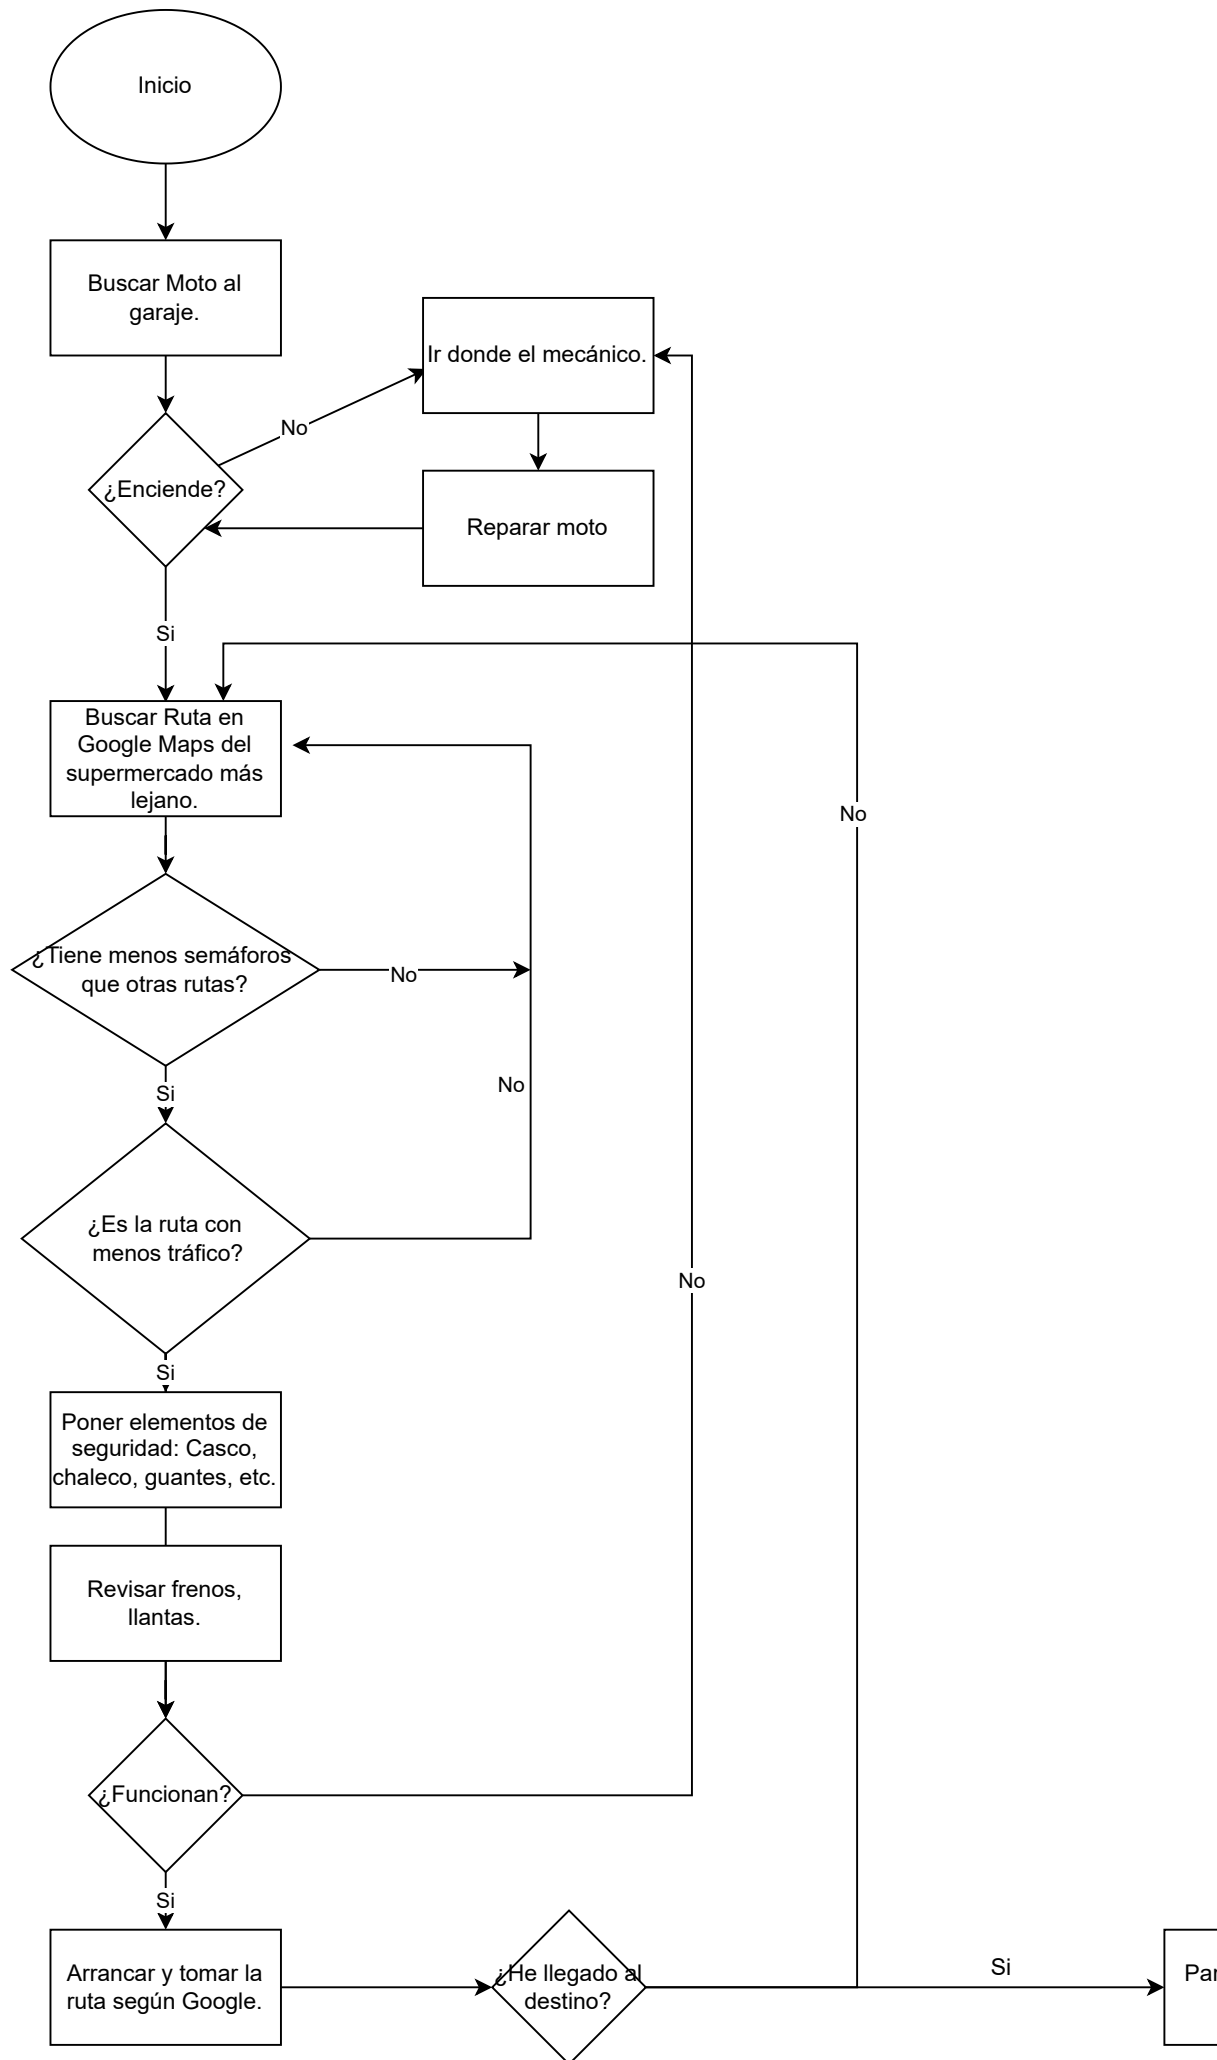 Inicio
Buscar Moto al
garaje.
Ir donde el mecánico.
No
¿Enciende?
Reparar moto
Si
Buscar Ruta en
Google Maps del
supermercado más
lejano.
No
¿Tiene menos semáforos
que otras rutas?
No
No
Si
¿Es la ruta con
menos tráfico?
No
Si
Poner elementos de
seguridad: Casco,
chaleco, guantes, etc.
Revisar frenos,
llantas.
¿Funcionan?
Si
Arrancar y tomar la
ruta según Google.
¿He llegado al
destino?
Si